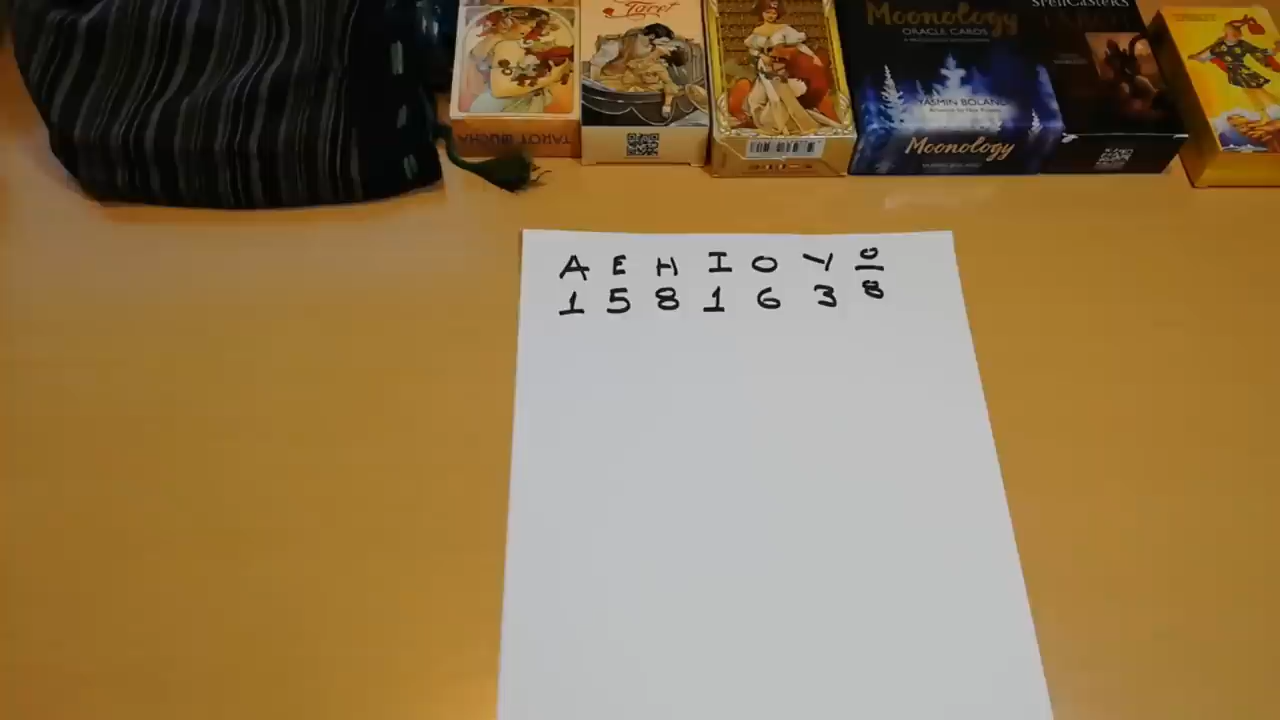 TAROT MUCHA
Tarot
Moonology
ORACLE CARDS
YASMIN BOLAND
Moonology
SPELLCASTERS
Α Ε Η Ι Ο Υ Ω
1 5 8 1 6 3 8